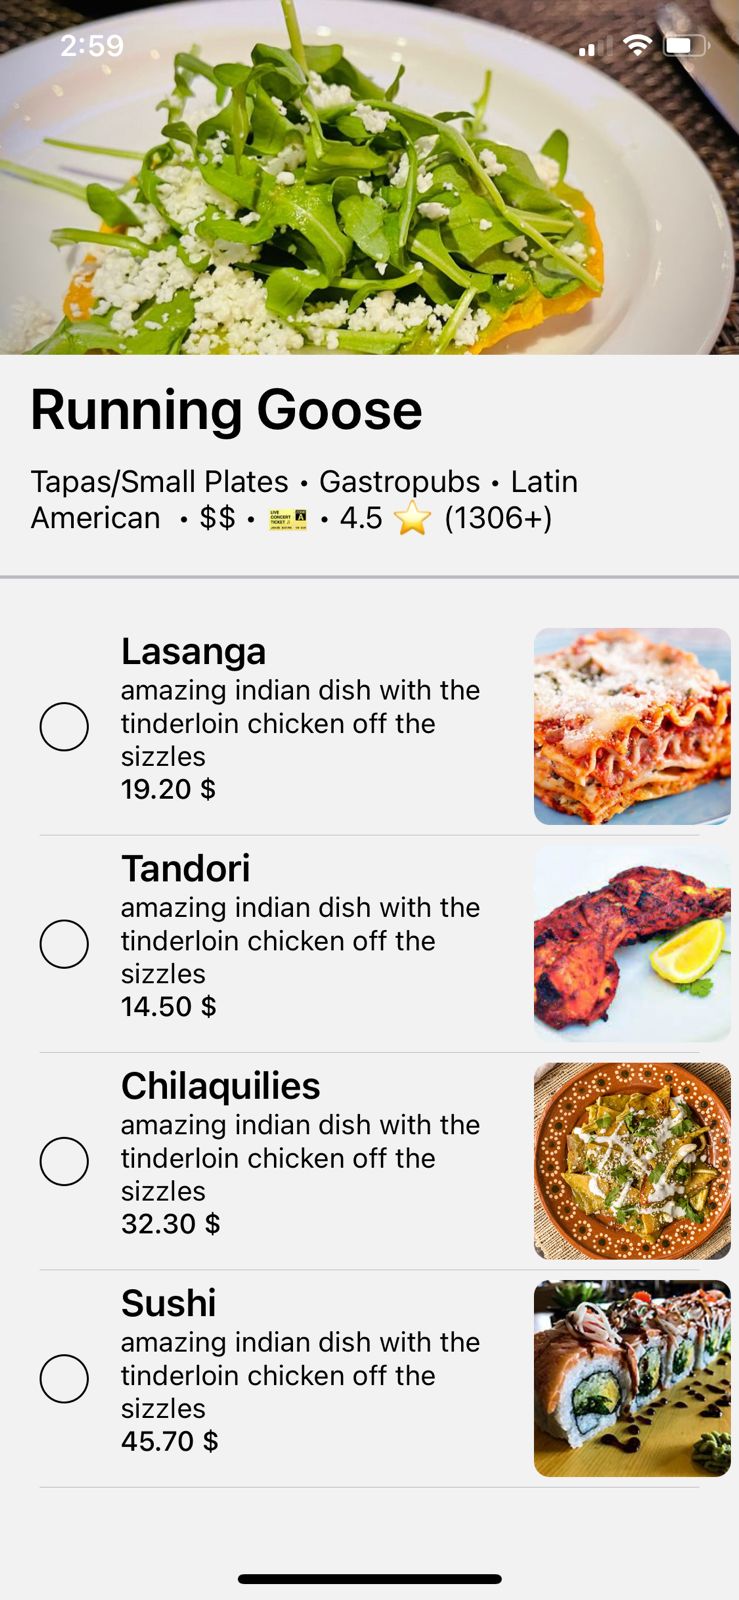 2:59
Running Goose
Tapas/Small Plates • Gastropubs • Latin
American • $$ • 🎫 • 4.5 ⭐ (1306+)
Lasanga
amazing indian dish with the
tinderloin chicken off the
sizzles
19.20 $
Tandori
amazing indian dish with the
tinderloin chicken off the
sizzles
14.50 $
Chilaquilies
amazing indian dish with the
tinderloin chicken off the
sizzles
32.30 $
Sushi
amazing indian dish with the
tinderloin chicken off the
sizzles
45.70 $